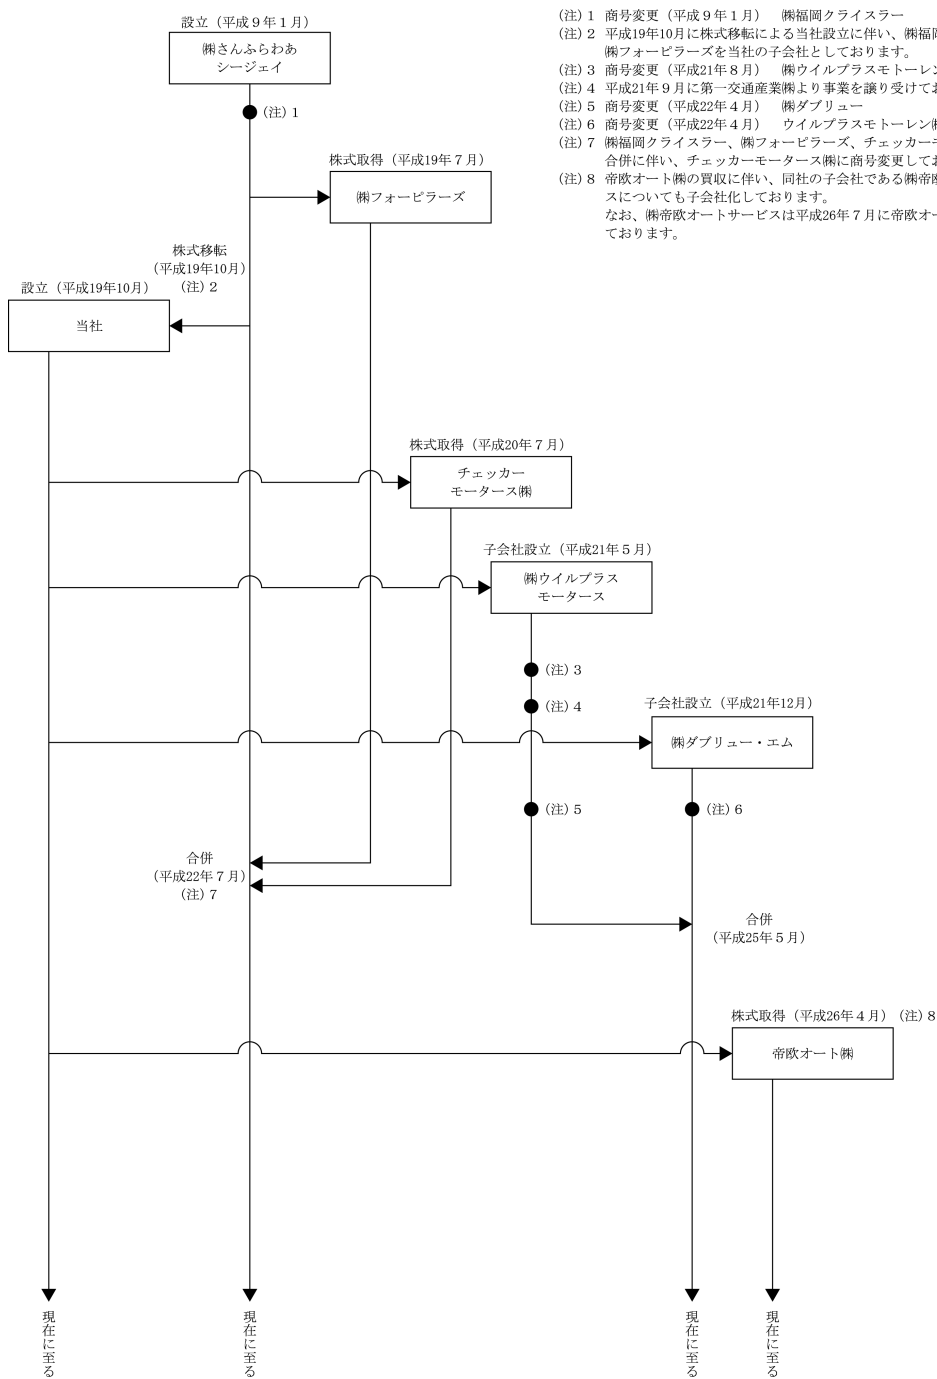 設立（平成９年１月）
㈱さんふらわあ
シージェイ
（注）１
（注）１ 商号変更（平成９年１月）　㈱福岡クライスラー
（注）２ 平成19年10月に株式移転による当社設立に伴い、㈱福岡
㈱フォーピラーズを当社の子会社としております。
（注）３ 商号変更（平成21年８月）　㈱ウイルプラスモトーレン
（注）４ 平成21年９月に第一交通産業㈱より事業を譲り受けてお
（注）５ 商号変更（平成22年４月）　㈱ダブリュー
（注）６ 商号変更（平成22年４月）　ウイルプラスモトーレン㈱
（注）７ ㈱福岡クライスラー、㈱フォーピラーズ、チェッカーモ
合併に伴い、チェッカーモータース㈱に商号変更してお
（注）８ 帝欧オート㈱の買収に伴い、同社の子会社である㈱帝欧
スについても子会社化しております。
なお、㈱帝欧オートサービスは平成26年７月に帝欧オー
ております。
株式取得（平成19年７月）
㈱フォーピラーズ
株式移転
（平成19年10月）
（注）２
設立（平成19年10月）
当社
株式取得（平成20年７月）
チェッカー
モータース㈱
子会社設立（平成21年５月）
㈱ウイルプラス
モータース
（注）３
（注）４
子会社設立（平成21年12月）
㈱ダブリュー・エム
（注）５
（注）６
合併
（平成22年７月）
（注）７
合併
（平成25年５月）
株式取得（平成26年４月）（注）８
帝欧オート㈱
現在に至る
現在に至る
現在に至る
現在に至る